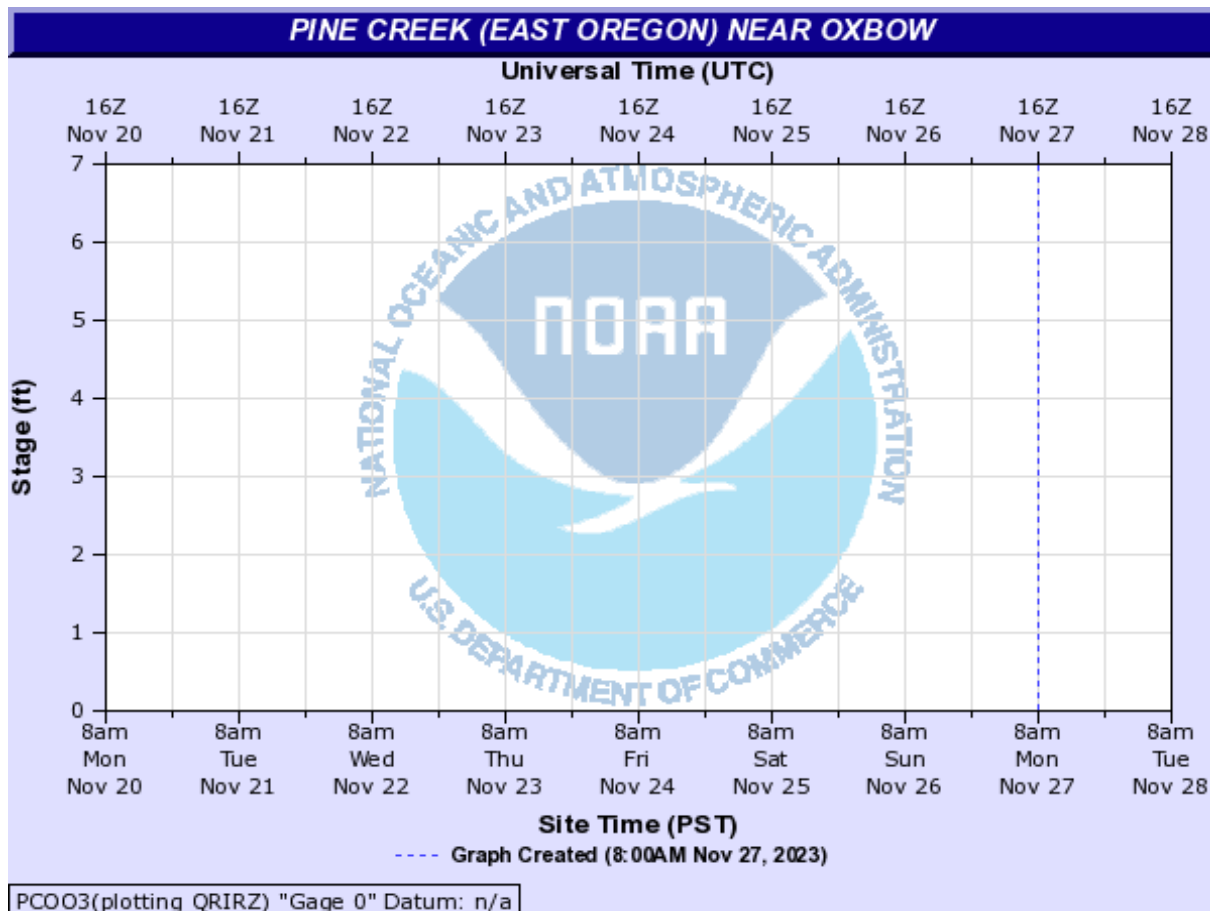 PINE CREEK (EAST OREGON) NEAR OXBOW
Universal Time (UTC)
16Z 16Z 16Z 16Z 16Z 16Z 16Z 16Z 16Z
Nov 20 Nov 21 Nov 22 Nov 23 Nov 24 Nov 25 Nov 26 Nov 27 Nov 28
7
6
5
4
3
2
1
0
Stage (ft)
NATIONAL OCEANIC AND ATMOSPHERIC ADMINISTRATION
NOAA
U.S. DEPARTMENT OF COMMERCE
8am 8am 8am 8am 8am 8am 8am 8am 8am
Mon Tue Wed Thu Fri Sat Sun Mon Tue
Nov 20 Nov 21 Nov 22 Nov 23 Nov 24 Nov 25 Nov 26 Nov 27 Nov 28
Site Time (PST)
---- Graph Created (8:00AM Nov 27, 2023)
PCOO3(plotting QRIRZ) "Gage 0" Datum: n/a